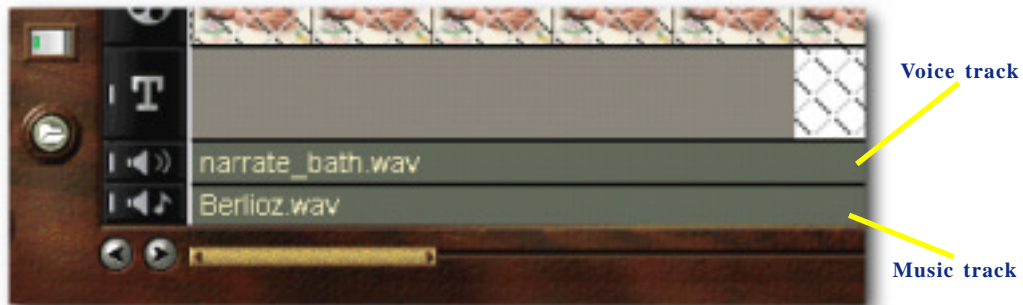 Voice track
T
narrate_bath.wav
Berlioz.wav
Music track